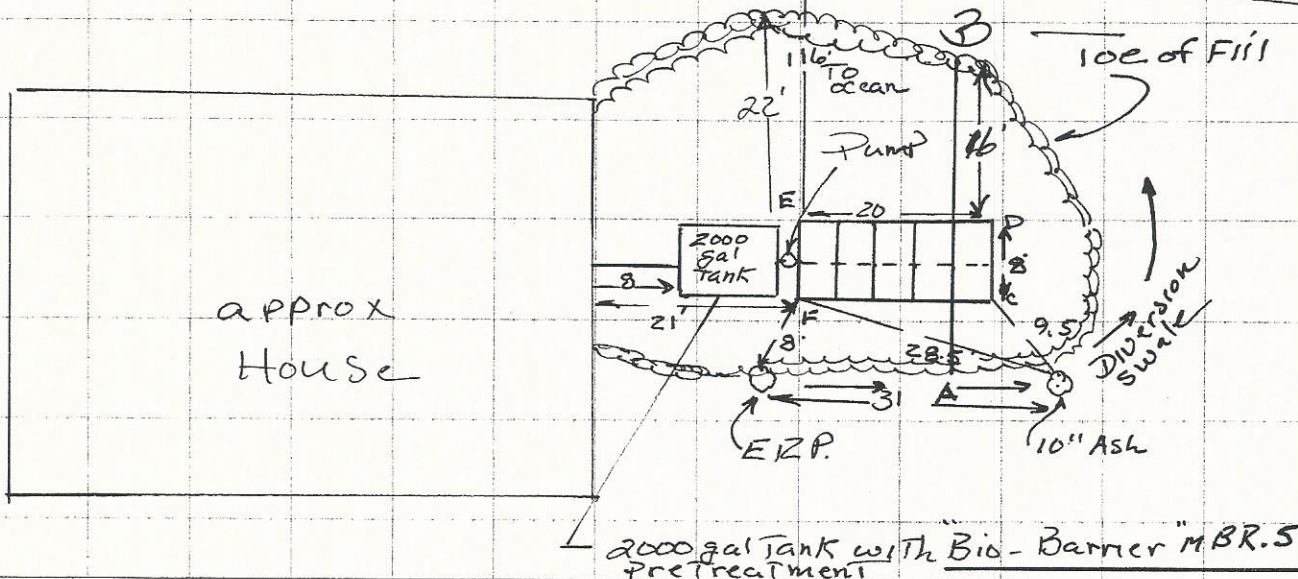 B
Toe of Fill
116'
TO
ocean
22'
Pump
16'
E
20
D
2000
gal
Tank
8'
8
C
21'
F
approx
House
8'
28.5'
9.5
Diversion
swale
31
A
E.R.P.
10" Ash
2000 gal Tank with "Bio-Barrier" MBR.5
PreTreatment